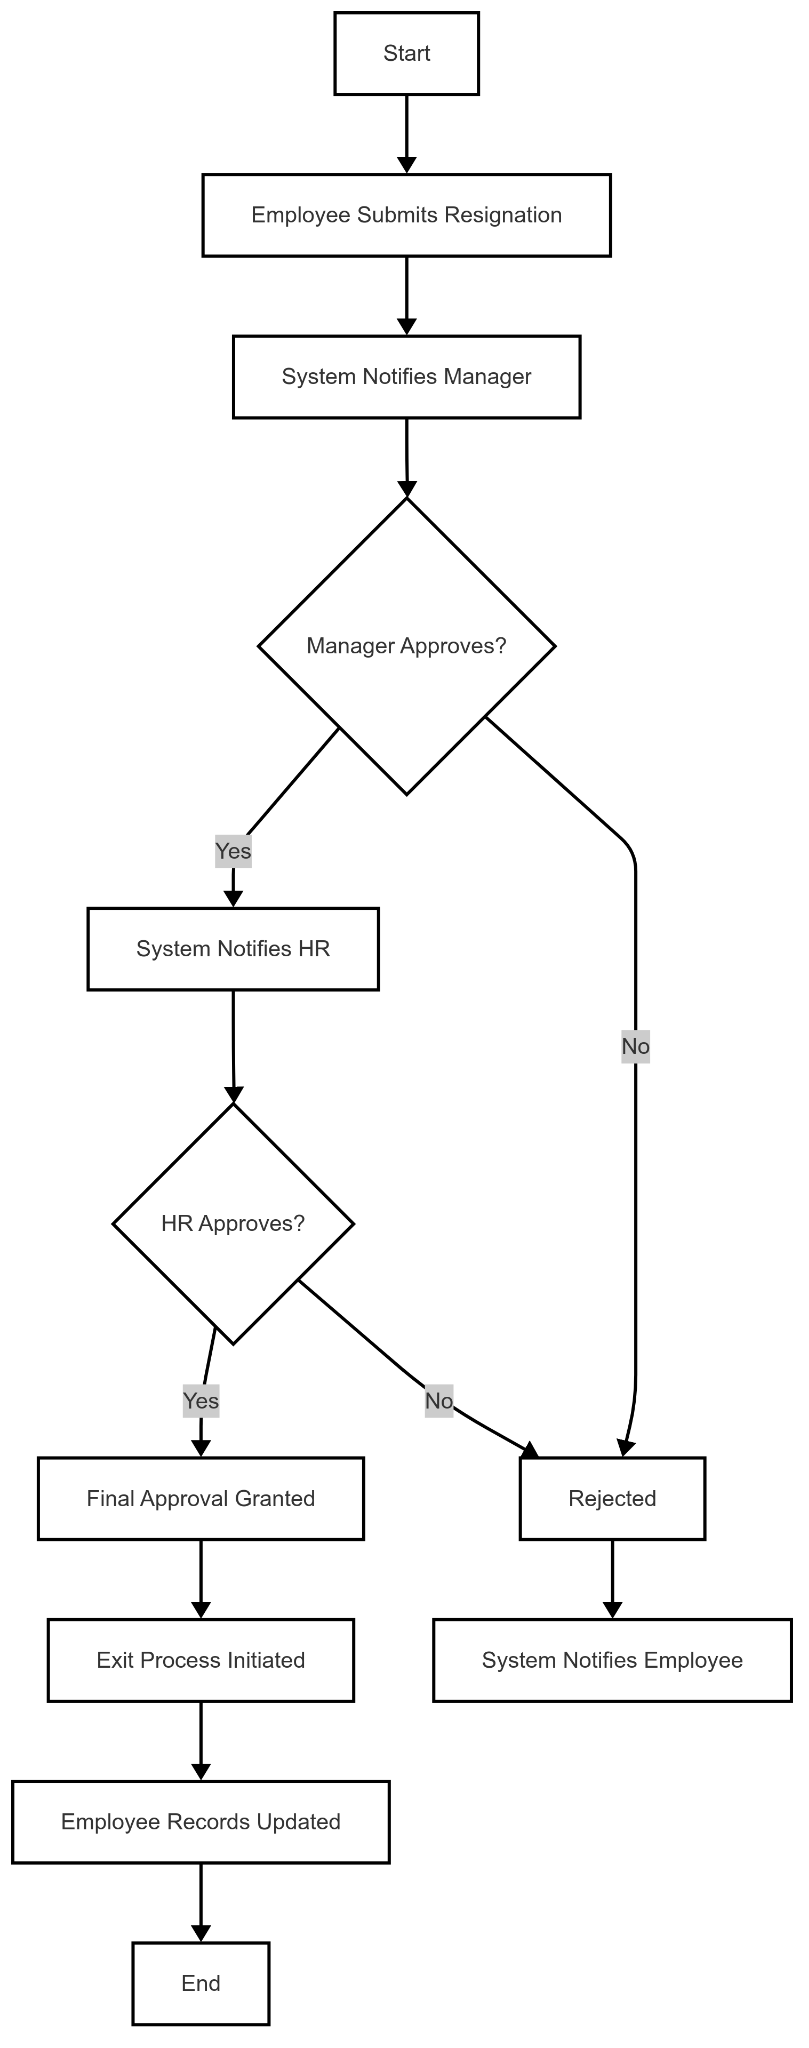 Start
Employee Submits Resignation
System Notifies Manager
Manager Approves?
Yes
System Notifies HR
No
HR Approves?
Yes
No
Final Approval Granted
Rejected
Exit Process Initiated
System Notifies Employee
Employee Records Updated
End